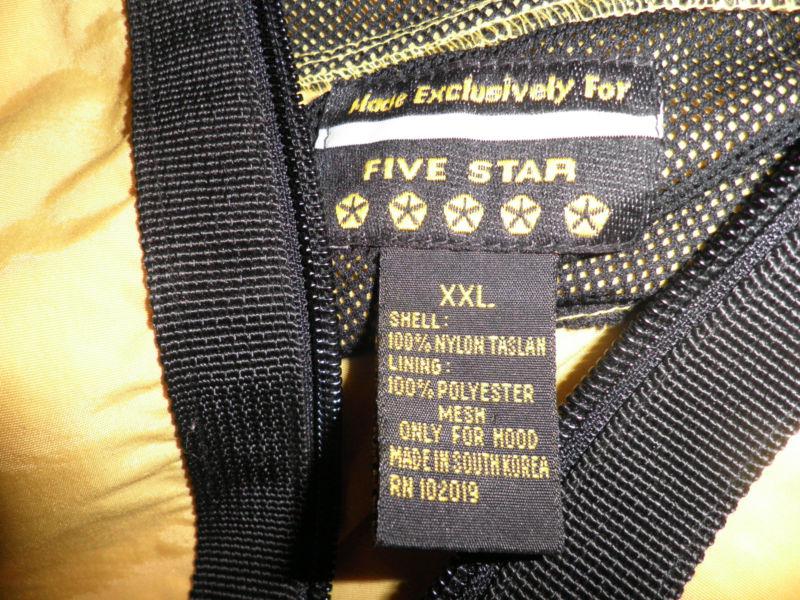 Made Exclusively For
FIVE STAR
XXL
SHELL:
100% NYLON TASLAN
LINING:
100% POLYESTER
MESH
ONLY FOR HOOD
MADE IN SOUTH KOREA
RN 102019